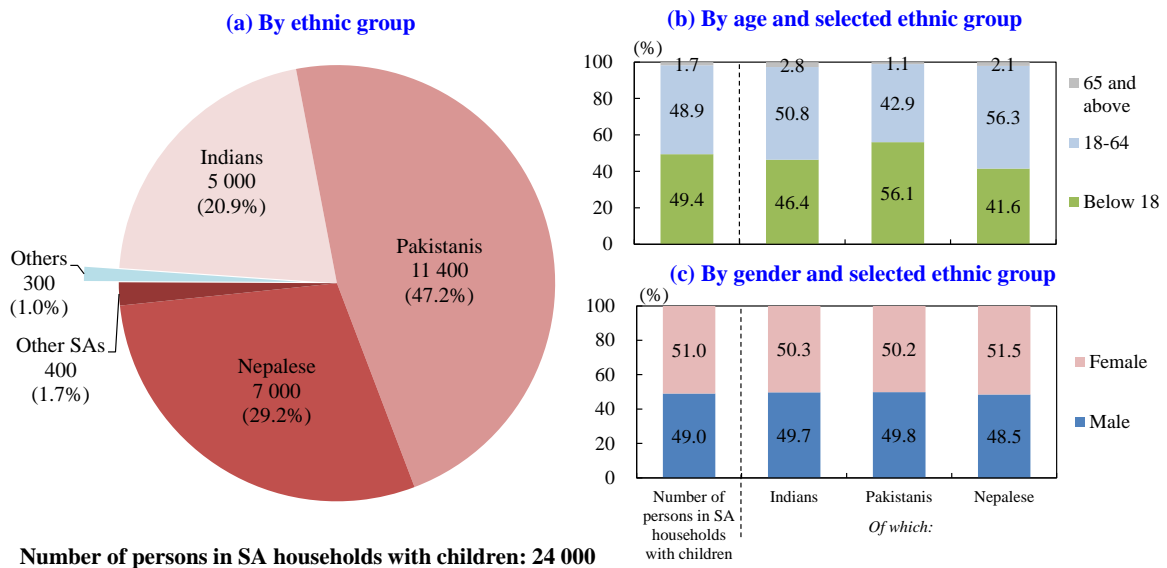 (a) By ethnic group
Indians
5 000
(20.9%)
Pakistanis
11 400
(47.2%)
Others
300
(1.0%)
Other SAs
400
(1.7%)
Nepalese
7 000
(29.2%)
Number of persons in SA households with children: 24 000
(b) By age and selected ethnic group
(%)
100
80
60
40
20
0
1.7
2.8
1.1
2.1
48.9
50.8
42.9
56.3
49.4
46.4
56.1
41.6
65 and
above
18-64
Below 18
(c) By gender and selected ethnic group
(%)
100
80
60
40
20
0
51.0
50.3
50.2
51.5
49.0
49.7
49.8
48.5
Female
Male
Number of
persons in SA
households
with children
Indians
Pakistanis
Nepalese
Of which: